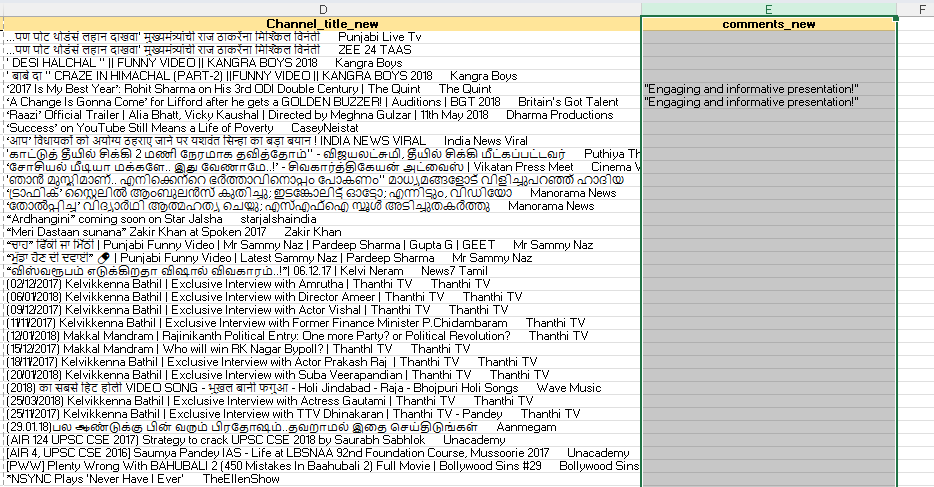 D E F
Channel_title_new comments_new
...पण पोट थोडंसं लहान दाखवा' मुख्यमंत्र्यांची राज ठाकरेंना मिश्किल विनंती Punjabi Live Tv
...पण पोट थोडंसं लहान दाखवा' मुख्यमंत्र्यांची राज ठाकरेंना मिश्किल विनंती ZEE 24 TAAS
' DESI HALCHAL " || FUNNY VIDEO || KANGRA BOYS 2018 Kangra Boys
' बाबे दा " CRAZE IN HIMACHAL (PART-2) ||FUNNY VIDEO || KANGRA BOYS 2018 Kangra Boys
'2017 Is My Best Year': Rohit Sharma on His 3rd ODI Double Century | The Quint The Quint "Engaging and informative presentation!"
'A Change Is Gonna Come' for Lifford after he gets a GOLDEN BUZZER! | Auditions | BGT 2018 Britain's Got Talent "Engaging and informative presentation!"
'Raazi' Official Trailer | Alia Bhatt, Vicky Kaushal | Directed by Meghna Gulzar | 11th May 2018 Dharma Productions
'Success' on YouTube Still Means a Life of Poverty CaseyNeistat
'आप' विधायकों को अयोग्य ठहराए जाने पर यशवंत सिन्हा का बड़ा बयान ! INDIA NEWS VIRAL India News Viral
'காட்டுத் தீயில் சிக்கி 2 மணி நேரமாக தவித்தோம்" - விஜயலட்சுமி, தீயில் சிக்கி மீட்கப்பட்டவர் Puthiya Th
'சோசியல் மீடியா மக்களே.. இது வேணாமே..!' - சிவகார்த்திகேயன் அட்வைஸ் | Vikatan Press Meet Cinema V
'ഞാൻ മുസ്ലിമാണ്.. എനിക്കെൻറെ ഭർത്താവിനൊപ്പം പോകണം'' മാധ്യമങ്ങളോട് വിളിച്ചുപറഞ്ഞ് ഹാദിയ
'ട്രാഫിക്' സ്റ്റൈലിൽ ആംബുലൻസ് കുതിച്ചു; ഇടങ്കോലിട്ട് ഓട്ടോ; എന്നിട്ടും, വിഡിയോ Manorama News
'തോൽപ്പിച്ച' വിദ്യാർഥി ആത്മഹത്യ ചെയ്തു; എസ്എഫ്ഐ സ്കൂൾ അടിച്ചുതകർത്തു Manorama News
"Ardhangini" coming soon on Star Jalsha starjalshaindia
"Meri Dastaan sunana" Zakir Khan at Spoken 2017 Zakir Khan
"ਚਾਹ" ਫਿੱਕੀ ਜਾ ਮਿੱਠੀ | Punjabi Funny Video | Mr Sammy Naz | Pardeep Sharma | Gupta G | GEET Mr Sammy Naz
"ਮੁੰਡਾ ਹੋਣ ਦੀ ਦਵਾਈ" 💊 | Punjabi Funny Video | Latest Sammy Naz | Pardeep Sharma Mr Sammy Naz
"விஸ்வரூபம் எடுக்கிறதா விஷால் விவகாரம்..!"| 06.12.17 | Kelvi Neram News7 Tamil
(02/12/2017) Kelvikkenna Bathil | Exclusive Interview with Amrutha | Thanthi TV Thanthi TV
(06/01/2018) Kelvikkenna Bathil | Exclusive Interview with Director Ameer | Thanthi TV Thanthi TV
(09/12/2017) Kelvikkenna Bathil | Exclusive Interview with Actor Vishal | Thanthi TV Thanthi TV
(11/11/2017) Kelvikkenna Bathil | Exclusive Interview with Former Finance Minister P.Chidambaram Thanthi TV
(12/01/2018) Makkal Mandram | Rajinikanth Political Entry: One more Party? or Political Revolution? Thanthi TV
(15/12/2017) Makkal Mandram | Who will win RK Nagar Bypoll? | ThanthI TV Thanthi TV
(18/11/2017) Kelvikkenna Bathil | Exclusive Interview with Actor Prakash Raj | Thanthi TV Thanthi TV
(20/01/2018) Kelvikkenna Bathil | Exclusive Interview with Suba Veerapandian | Thanthi TV Thanthi TV
(2018) का सबसे हिट होली VIDEO SONG - भूखल बानी फगुआ - Holi Jindabad - Raja - Bhojpuri Holi Songs Wave Music
(25/03/2018) Kelvikkenna Bathil | Exclusive Interview with Actress Gautami | Thanthi TV Thanthi TV
(25/11/2017) Kelvikkenna Bathil | Exclusive Interview with TTV Dhinakaran | Thanthi TV - Pandey Thanthi TV
(29.01.18)பல ஆண்டுக்கு பின் வரும் பிரதோஷம்..தவறாமல் இதை செய்திடுங்கள் Aanmegam
[AIR 124 UPSC CSE 2017] Strategy to crack UPSC CSE 2018 by Saurabh Sabhlok Unacademy
[AIR 4, UPSC CSE 2016] Saumya Pandey IAS - Life at LBSNAA 92nd Foundation Course, Mussoorie 2017 Unacademy
[PWW] Plenty Wrong With BAHUBALI 2 (450 Mistakes In Baahubali 2) Full Movie | Bollywood Sins #29 Bollywood Sins
*NSYNC Plays 'Never Have I Ever' TheEllenShow